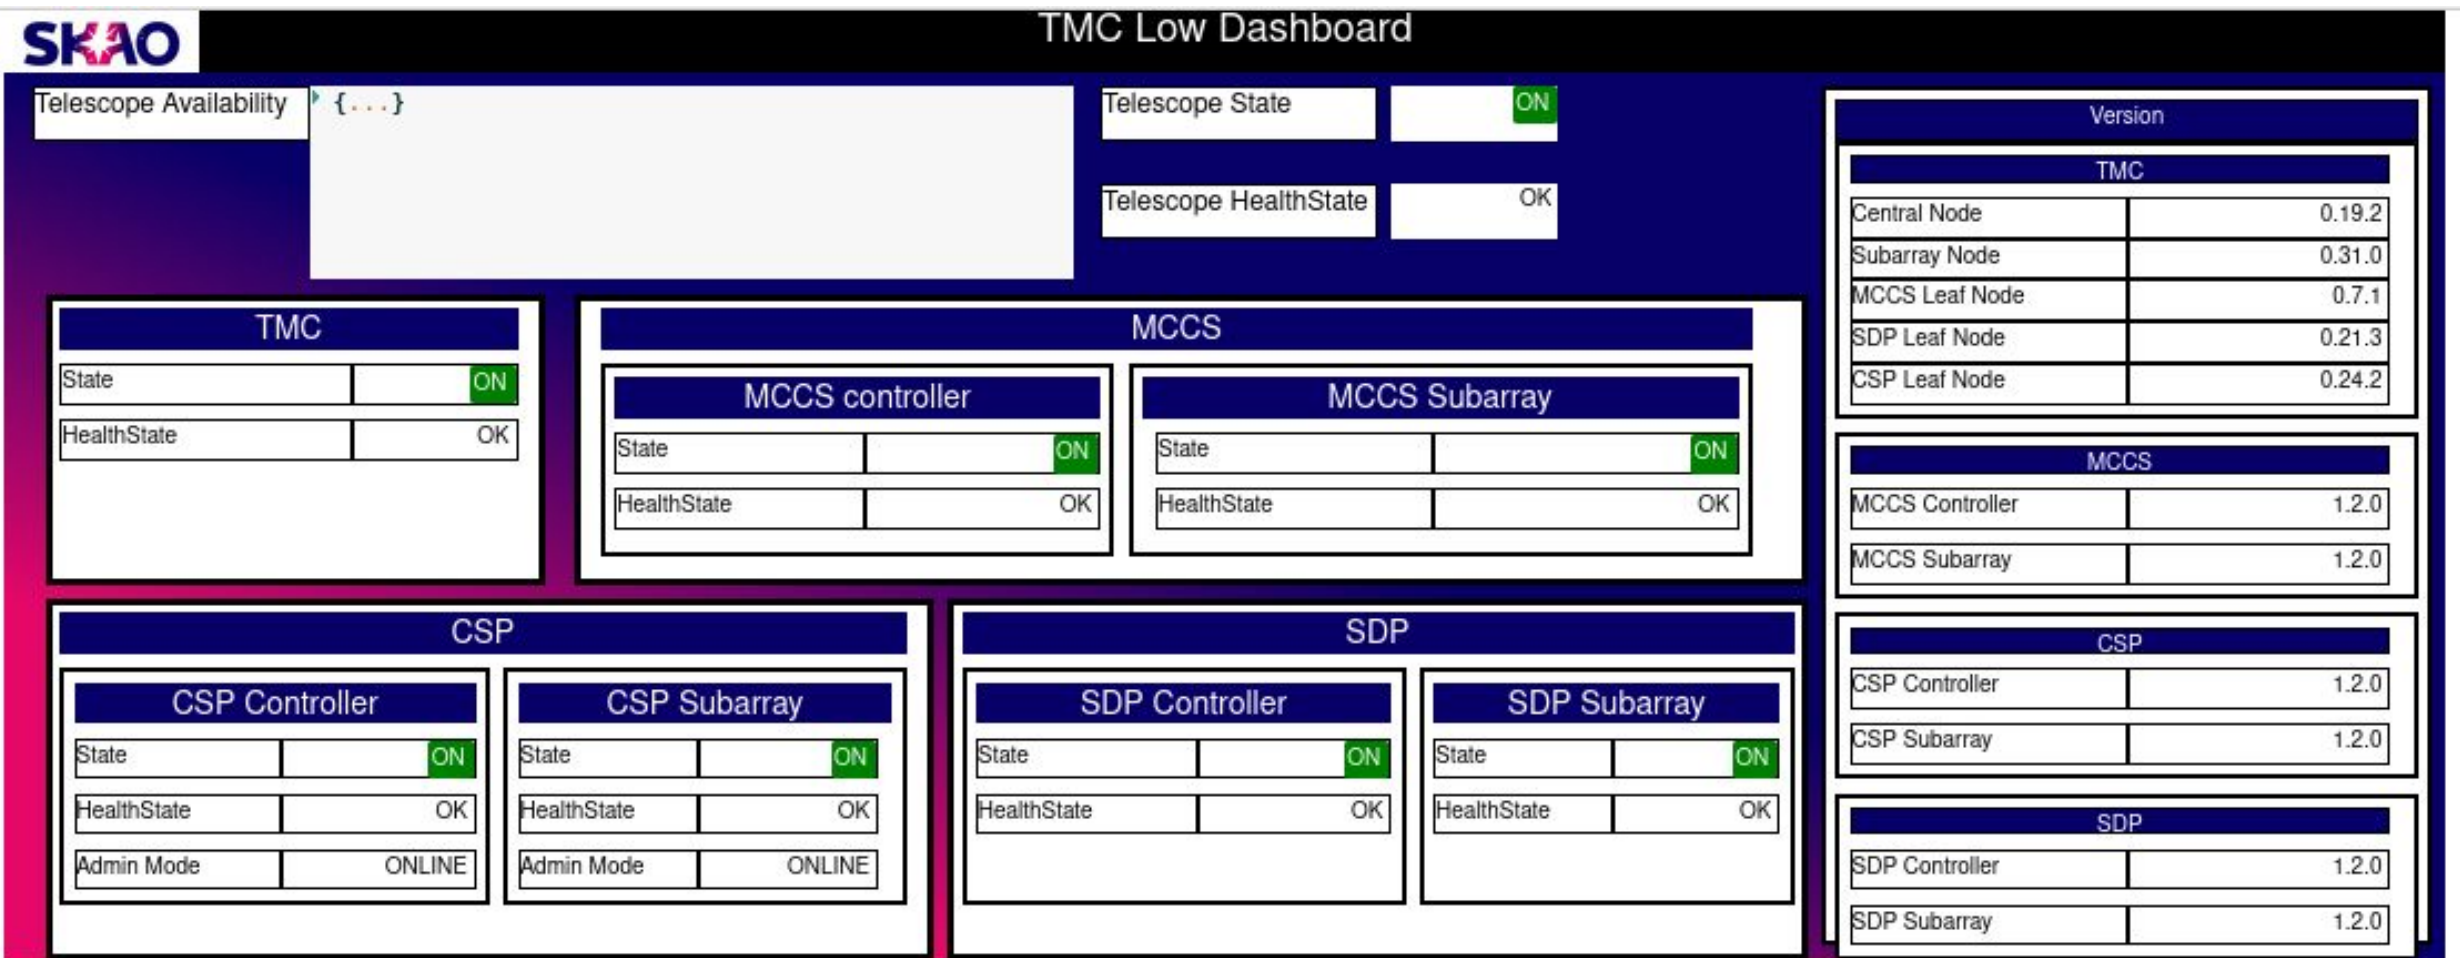 SKAO
TMC Low Dashboard
Telescope Availability
{...}
Telescope State ON
Telescope HealthState OK
TMC
State ON
HealthState OK
MCCS
MCCS controller
State ON
HealthState OK
MCCS Subarray
State ON
HealthState OK
CSP
CSP Controller
State ON
HealthState OK
Admin Mode ONLINE
CSP Subarray
State ON
HealthState OK
Admin Mode ONLINE
SDP
SDP Controller
State ON
HealthState OK
SDP Subarray
State ON
HealthState OK
Version
TMC
Central Node 0.19.2
Subarray Node 0.31.0
MCCS Leaf Node 0.7.1
SDP Leaf Node 0.21.3
CSP Leaf Node 0.24.2
MCCS
MCCS Controller 1.2.0
MCCS Subarray 1.2.0
CSP
CSP Controller 1.2.0
CSP Subarray 1.2.0
SDP
SDP Controller 1.2.0
SDP Subarray 1.2.0